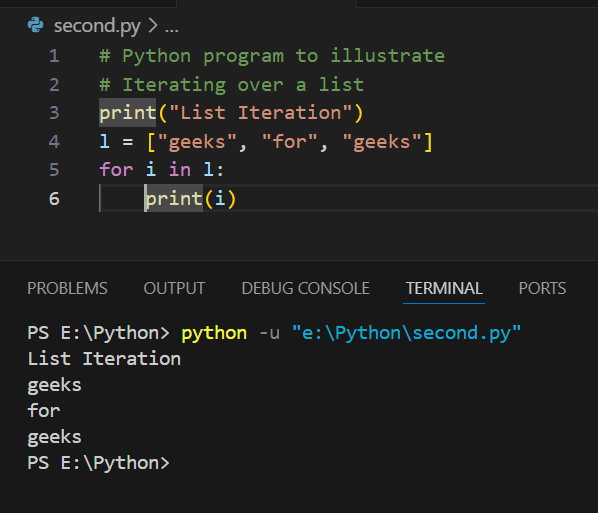 second.py > ...
1 # Python program to illustrate
2 # Iterating over a list
3 print("List Iteration")
4 l = ["geeks", "for", "geeks"]
5 for i in l:
6     print(i)
PROBLEMS OUTPUT DEBUG CONSOLE TERMINAL PORTS
PS E:\Python> python -u "e:\Python\second.py"
List Iteration
geeks
for
geeks
PS E:\Python>